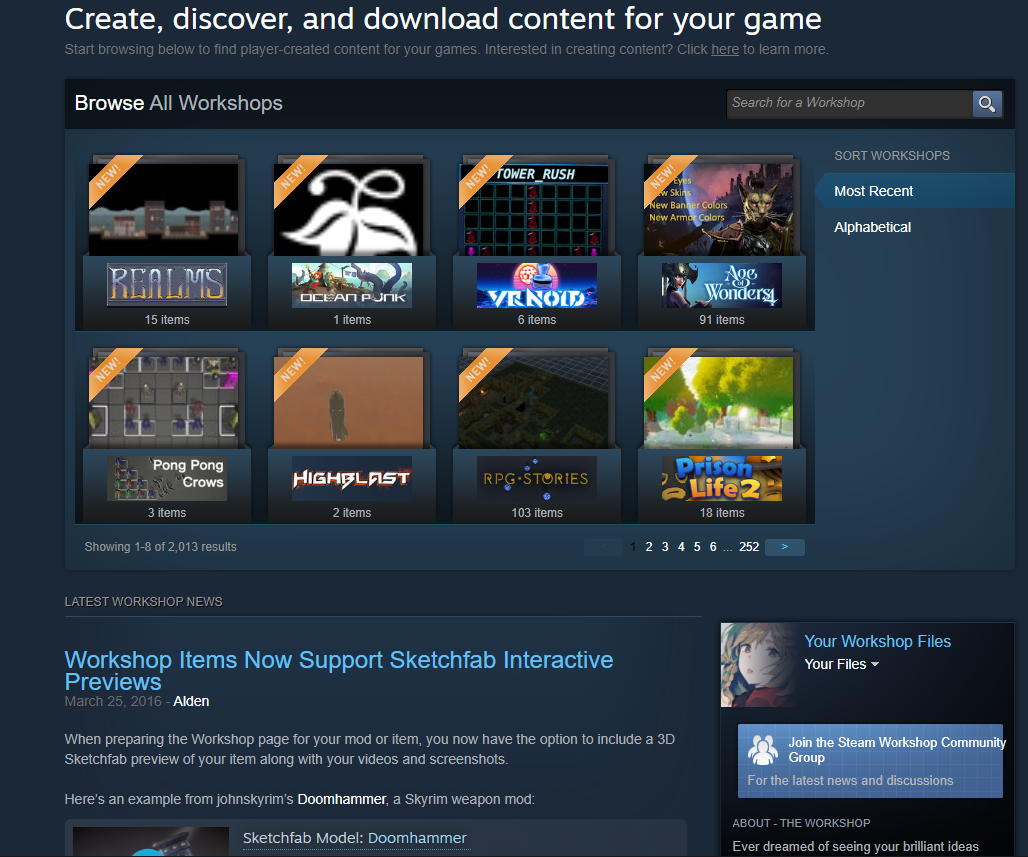 Create, discover, and download content for your game
Start browsing below to find player-created content for your games. Interested in creating content? Click here to learn more.
Browse All Workshops
Search for a Workshop
NEW!
NEW!
NEW!
TOWER_RUSH
NEW!
Eyes
New Skins
New Banner Colors
New Armor Colors
REALMS
OCEAN PUNK
VRNOID
AGE OF WONDERS 4
15 items
1 items
6 items
91 items
SORT WORKSHOPS
Most Recent
Alphabetical
NEW!
NEW!
NEW!
NEW!
Pong Pong
Crows
HIGHBLAST
RPG·STORIES
Prison
Life 2
3 items
2 items
103 items
18 items
Showing 1-8 of 2,013 results
< 1 2 3 4 5 6 ... 252 >
LATEST WORKSHOP NEWS
Workshop Items Now Support Sketchfab Interactive
Previews
March 25, 2016 - Alden
When preparing the Workshop page for your mod or item, you now have the option to include a 3D
Sketchfab preview of your item along with your videos and screenshots.
Here's an example from johnskyrim's Doomhammer, a Skyrim weapon mod:
Sketchfab Model: Doomhammer
Your Workshop Files
Your Files
Join the Steam Workshop Community
Group
For the latest news and discussions
ABOUT - THE WORKSHOP
Ever dreamed of seeing your brilliant ideas